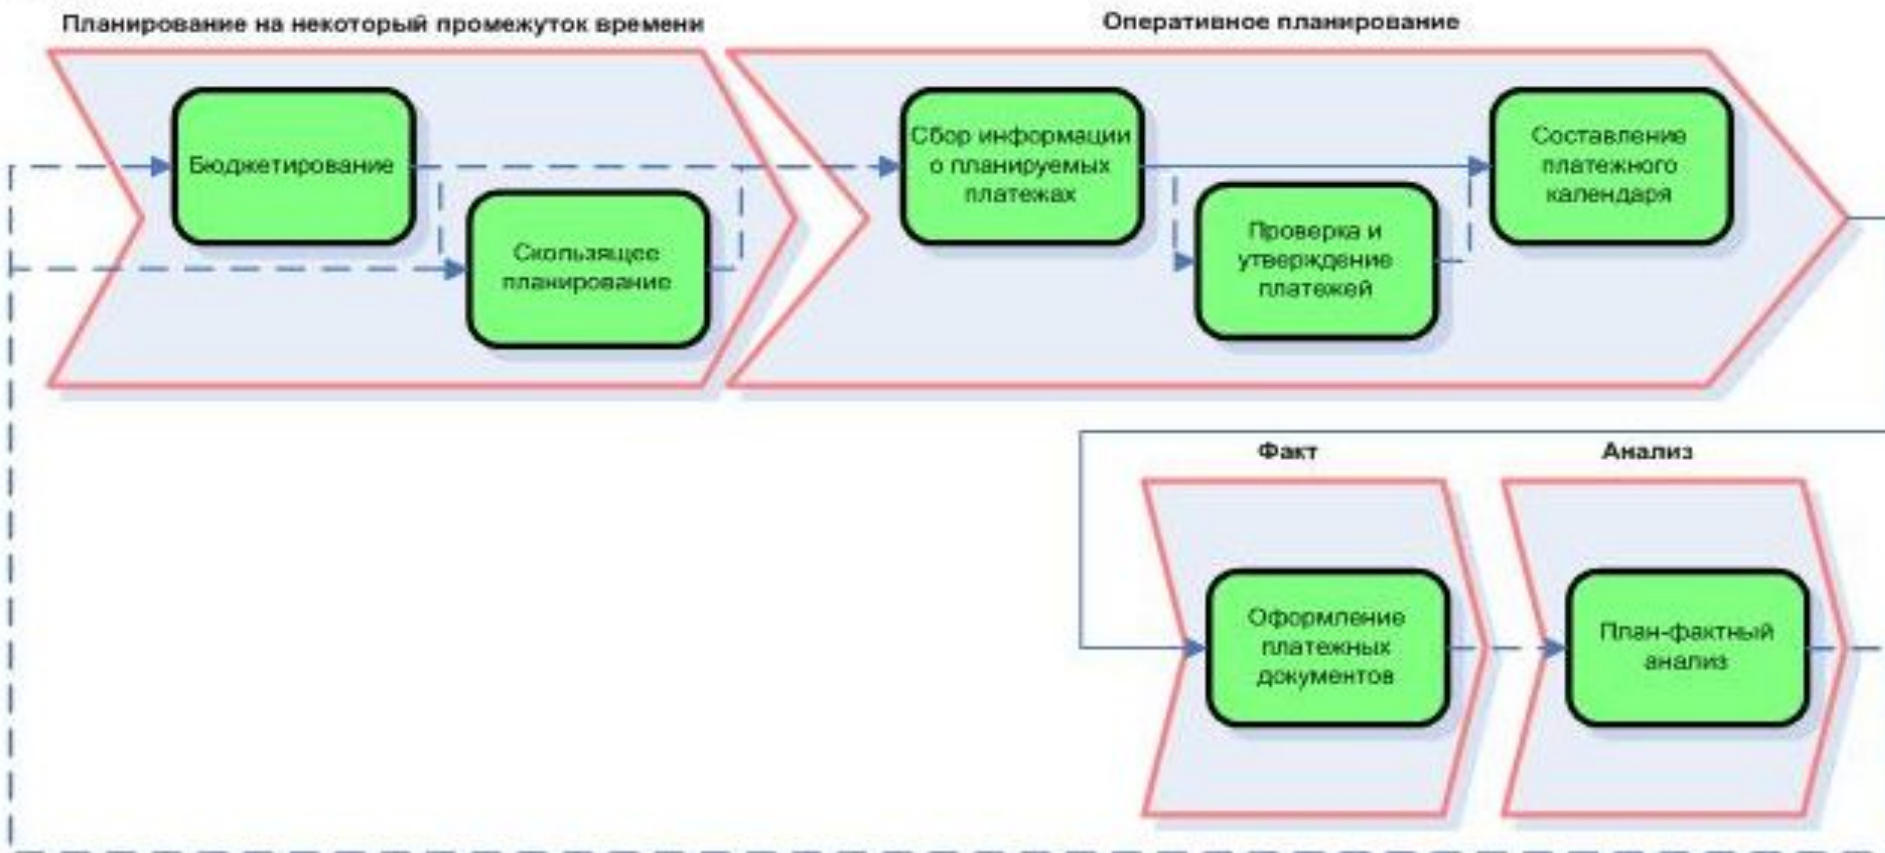 Планирование на некоторый промежуток времени
Оперативное планирование
Бюджетирование
Скользящее
планирование
Сбор информации
о планируемых
платежах
Проверка и
утверждение
платежей
Составление
платежного
календаря
Факт
Анализ
Оформление
платежных
документов
План-фактный
анализ